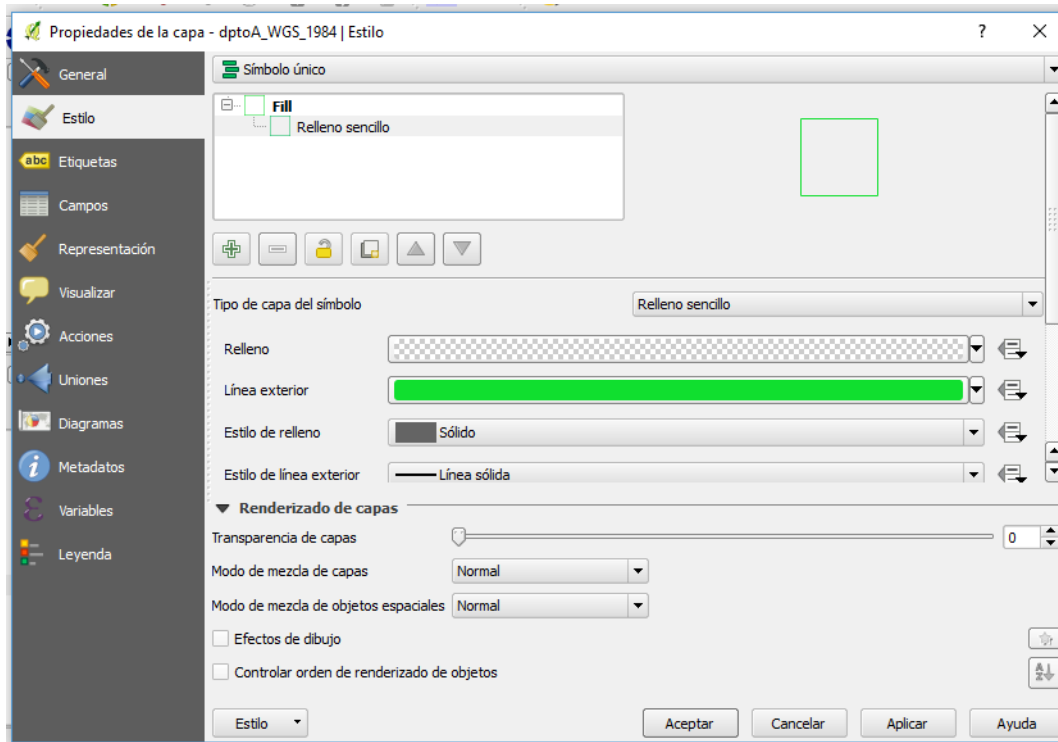 Propiedades de la capa - dptoA_WGS_1984 | Estilo
?
General
Estilo
abc Etiquetas
Campos
Representación
Visualizar
Acciones
Uniones
Diagramas
Metadatos
Variables
Leyenda
Símbolo único
Fill
Relleno sencillo
Tipo de capa del símbolo Relleno sencillo
Relleno
Línea exterior
Estilo de relleno Sólido
Estilo de línea exterior Línea sólida
Renderizado de capas
Transparencia de capas 0
Modo de mezcla de capas Normal
Modo de mezcla de objetos espaciales Normal
Efectos de dibujo
Controlar orden de renderizado de objetos
Estilo Aceptar Cancelar Aplicar Ayuda